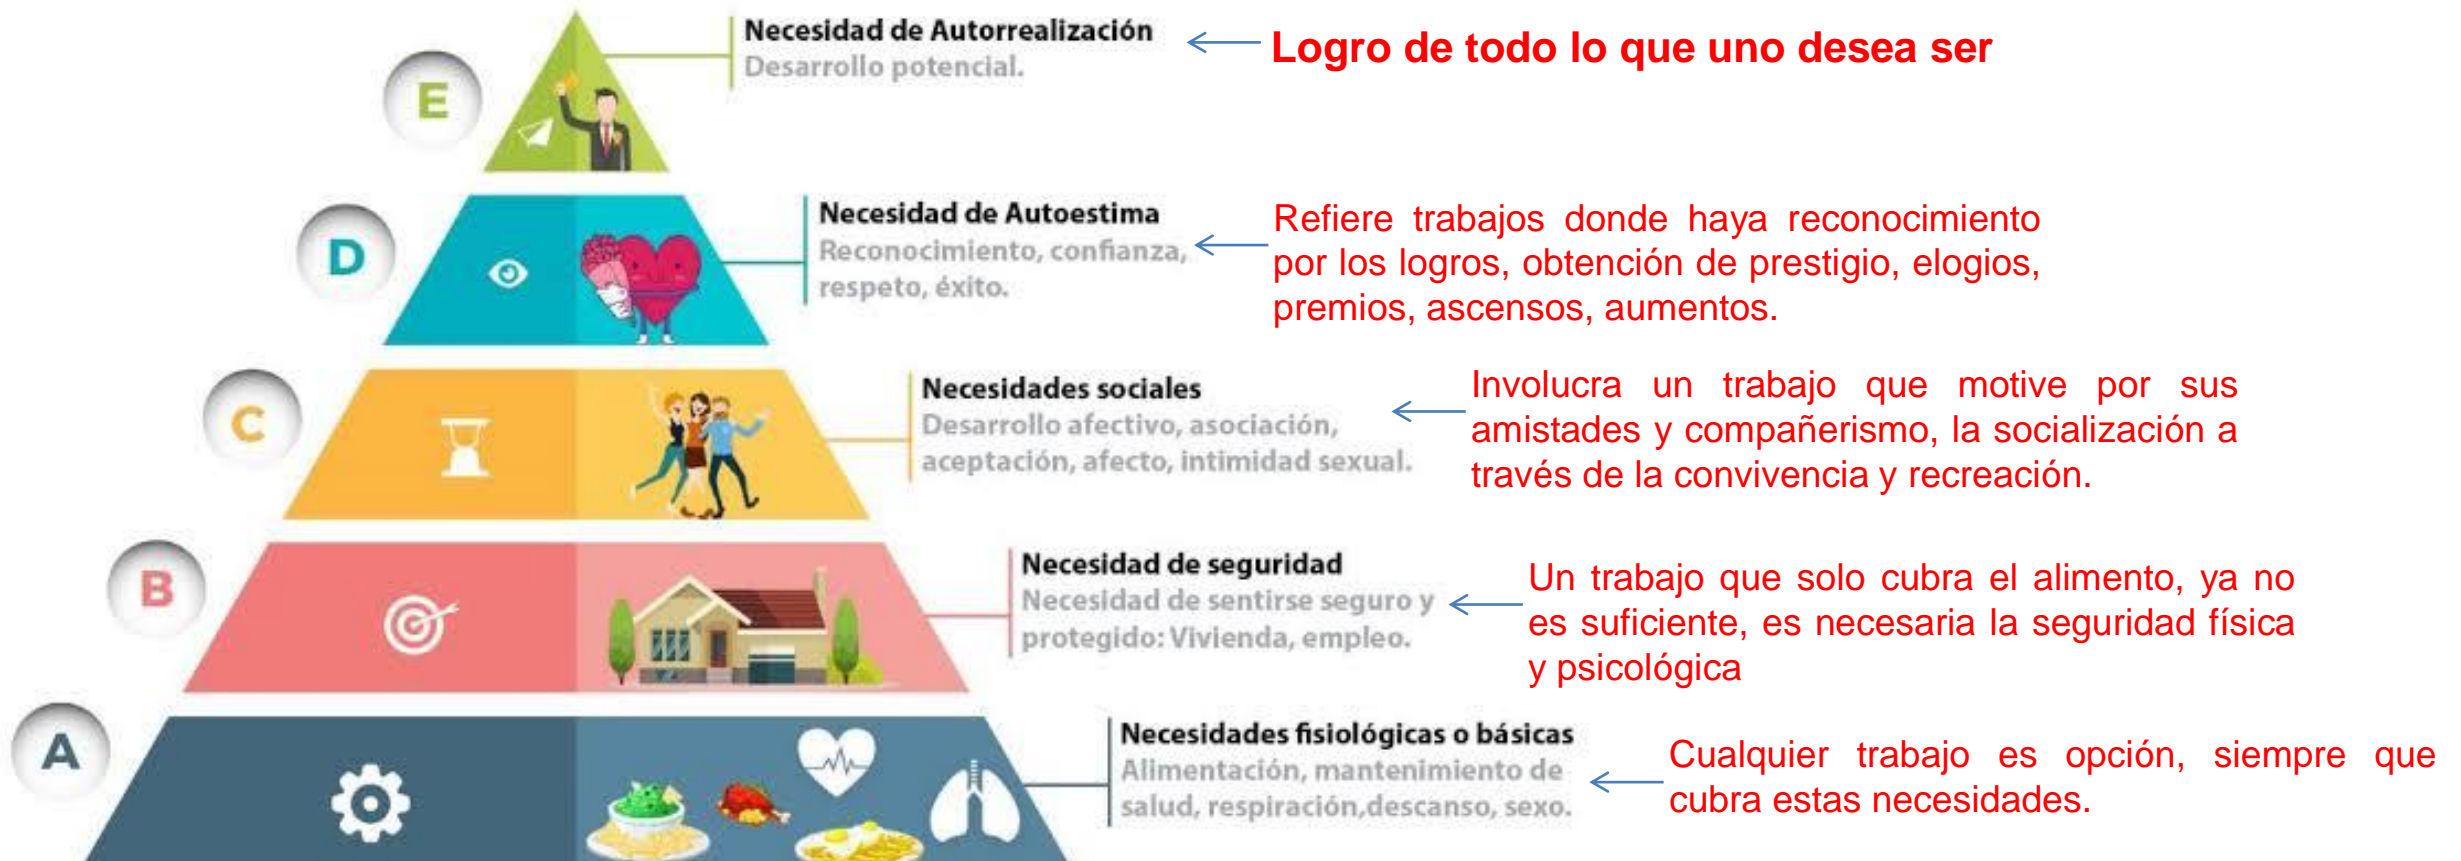 E
Necesidad de Autorrealización
Desarrollo potencial.
Logro de todo lo que uno desea ser
D
Necesidad de Autoestima
Reconocimiento, confianza,
respeto, éxito.
Refiere trabajos donde haya reconocimiento
por los logros, obtención de prestigio, elogios,
premios, ascensos, aumentos.
C
Necesidades sociales
Desarrollo afectivo, asociación,
aceptación, afecto, intimidad sexual.
Involucra un trabajo que motive por sus
amistades y compañerismo, la socialización a
través de la convivencia y recreación.
B
Necesidad de seguridad
Necesidad de sentirse seguro y
protegido: Vivienda, empleo.
Un trabajo que solo cubra el alimento, ya no
es suficiente, es necesaria la seguridad física
y psicológica
A
Necesidades fisiológicas o básicas
Alimentación, mantenimiento de
salud, respiración,descanso, sexo.
Cualquier trabajo es opción, siempre que
cubra estas necesidades.